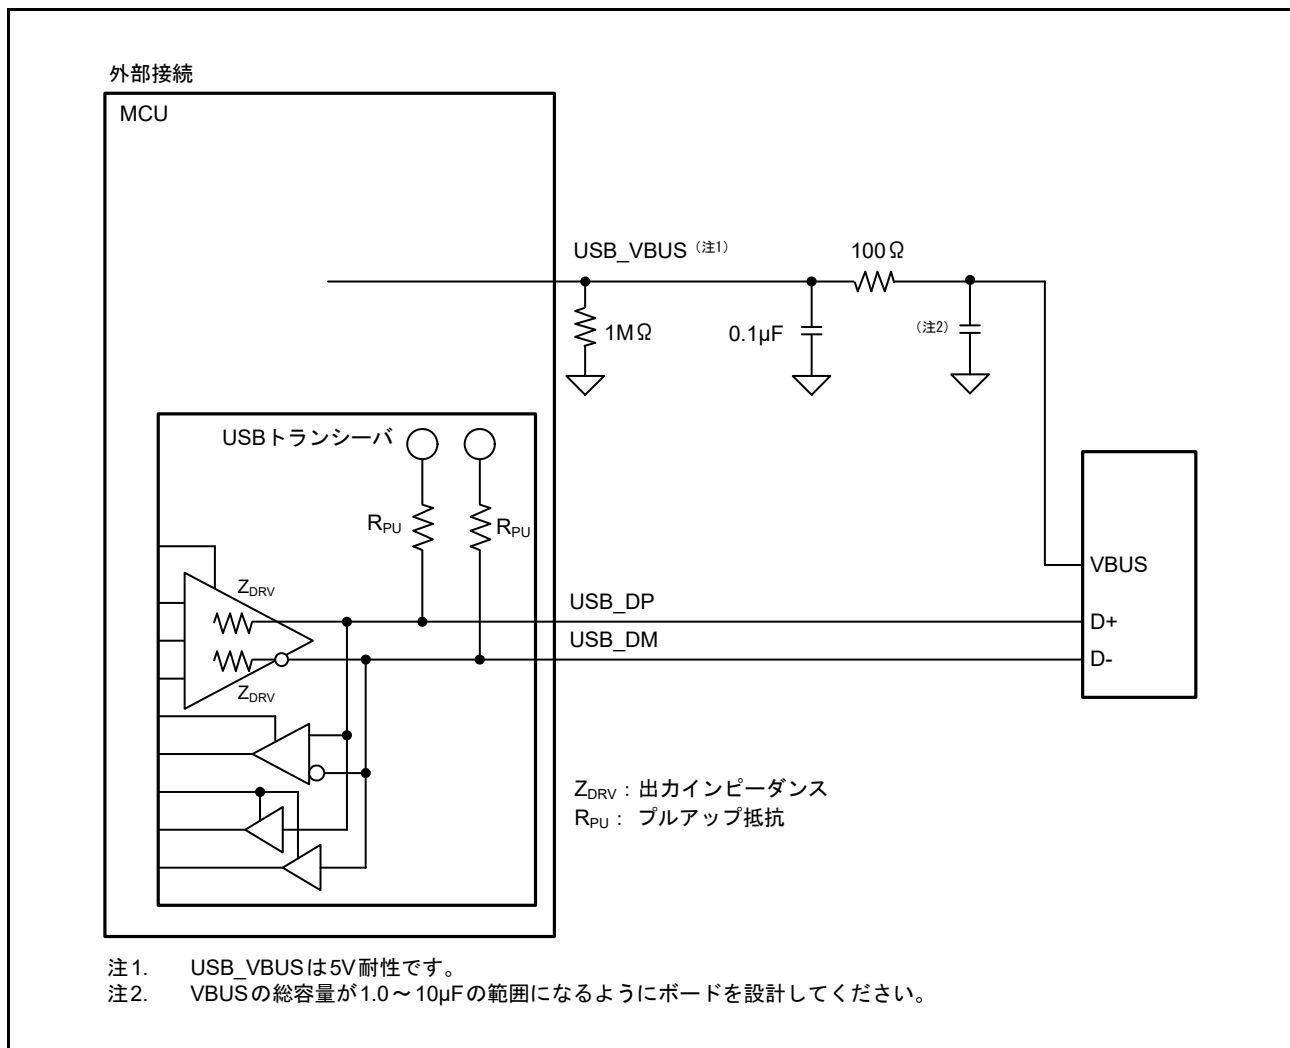 外部接続
MCU
USB_VBUS（注1）
100Ω
1MΩ
0.1µF
（注2）
USBトランシーバ
RPU
RPU
VBUS
ZDRV
USB_DP
D+
USB_DM
D-
ZDRV
ZDRV：出力インピーダンス
RPU： プルアップ抵抗
注1. USB_VBUSは5V耐性です。
注2. VBUSの総容量が1.0～10µFの範囲になるようにボードを設計してください。